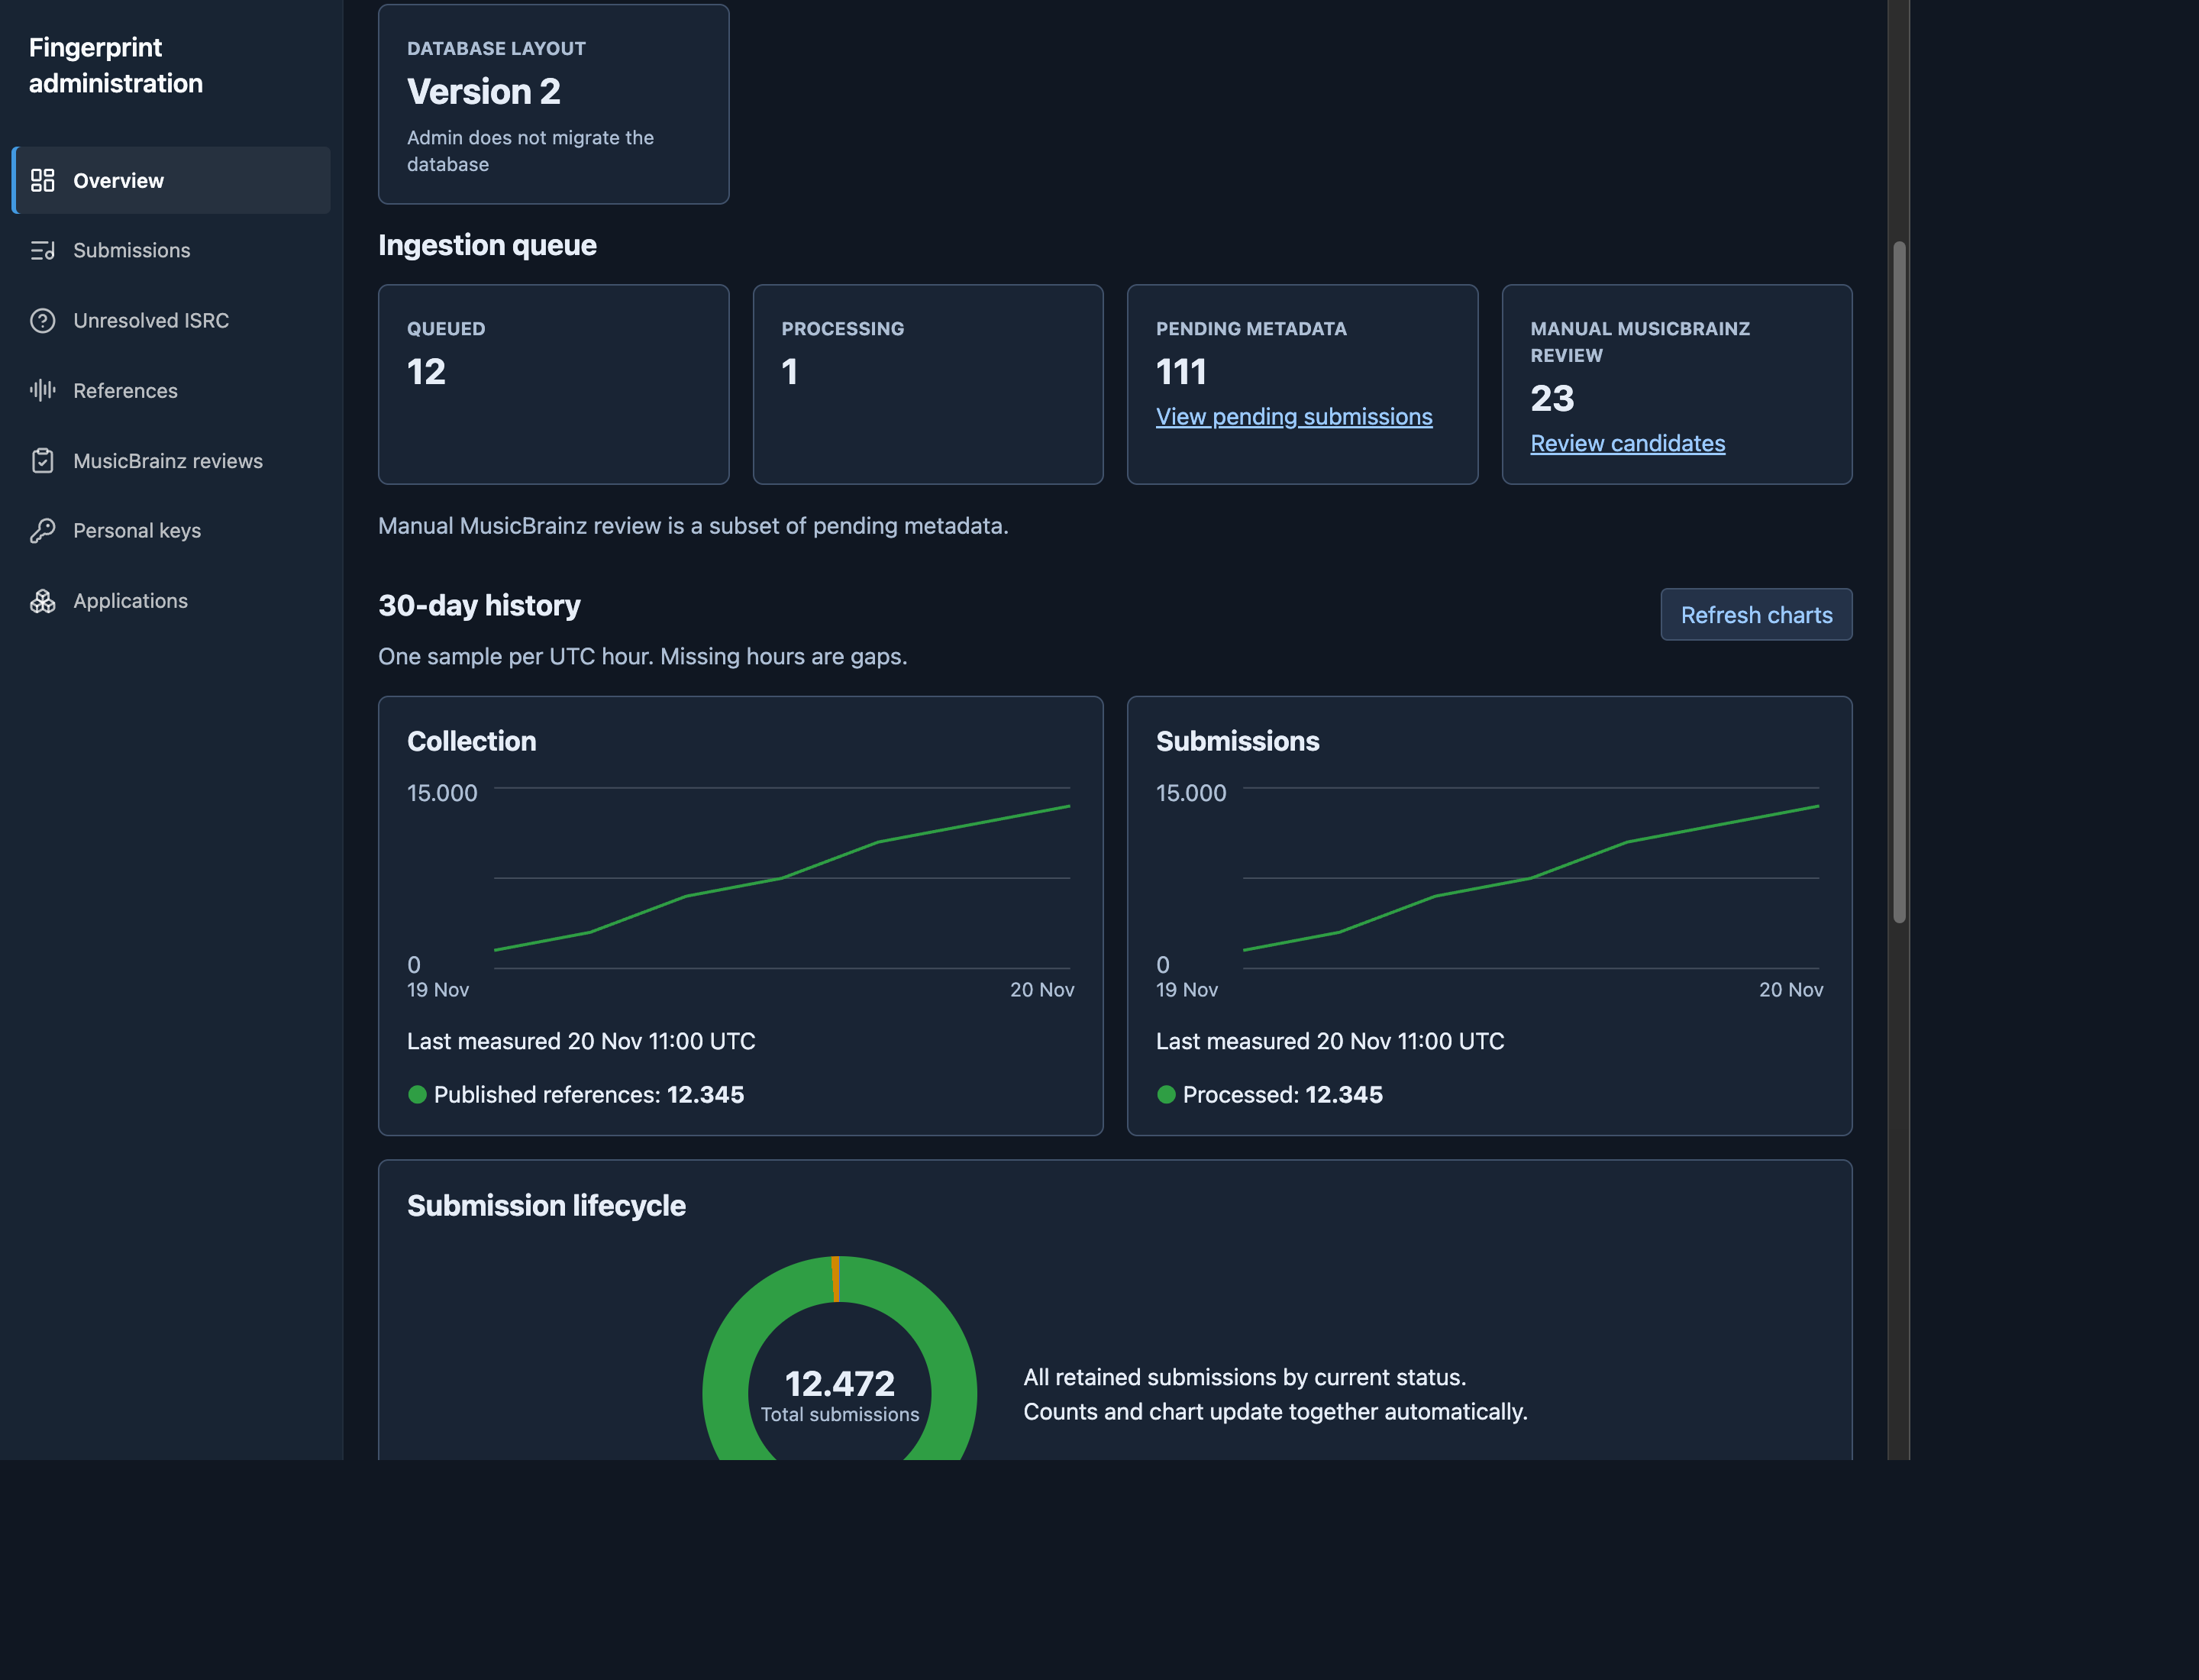 Fingerprint
administration
Overview
Submissions
Unresolved ISRC
References
MusicBrainz reviews
Personal keys
Applications
DATABASE LAYOUT
Version 2
Admin does not migrate the
database
Ingestion queue
QUEUED
12
PROCESSING
1
PENDING METADATA
111
View pending submissions
MANUAL MUSICBRAINZ
REVIEW
23
Review candidates
Manual MusicBrainz review is a subset of pending metadata.
30-day history
Refresh charts
One sample per UTC hour. Missing hours are gaps.
Collection
15.000
0
19 Nov
20 Nov
Last measured 20 Nov 11:00 UTC
Published references: 12.345
Submissions
15.000
0
19 Nov
20 Nov
Last measured 20 Nov 11:00 UTC
Processed: 12.345
Submission lifecycle
12.472
Total submissions
All retained submissions by current status.
Counts and chart update together automatically.